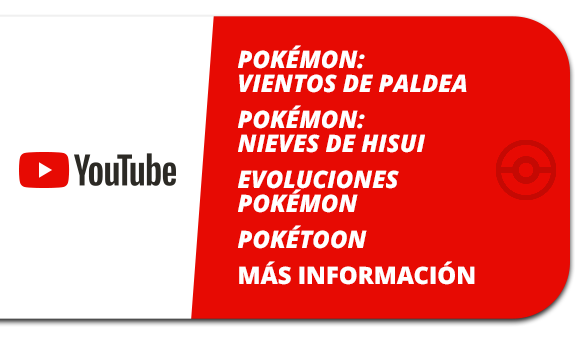 YouTube
POKÉMON:
VIENTOS DE PALDEA
POKÉMON:
NIEVES DE HISUI
EVOLUCIONES
POKÉMON
POKÉTOON
MÁS INFORMACIÓN